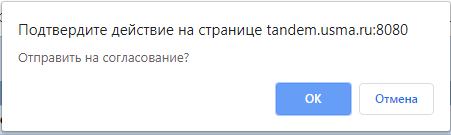 Подтвердите действие на странице tandem.usma.ru:8080
Отправить на согласование?
ОК
Отмена